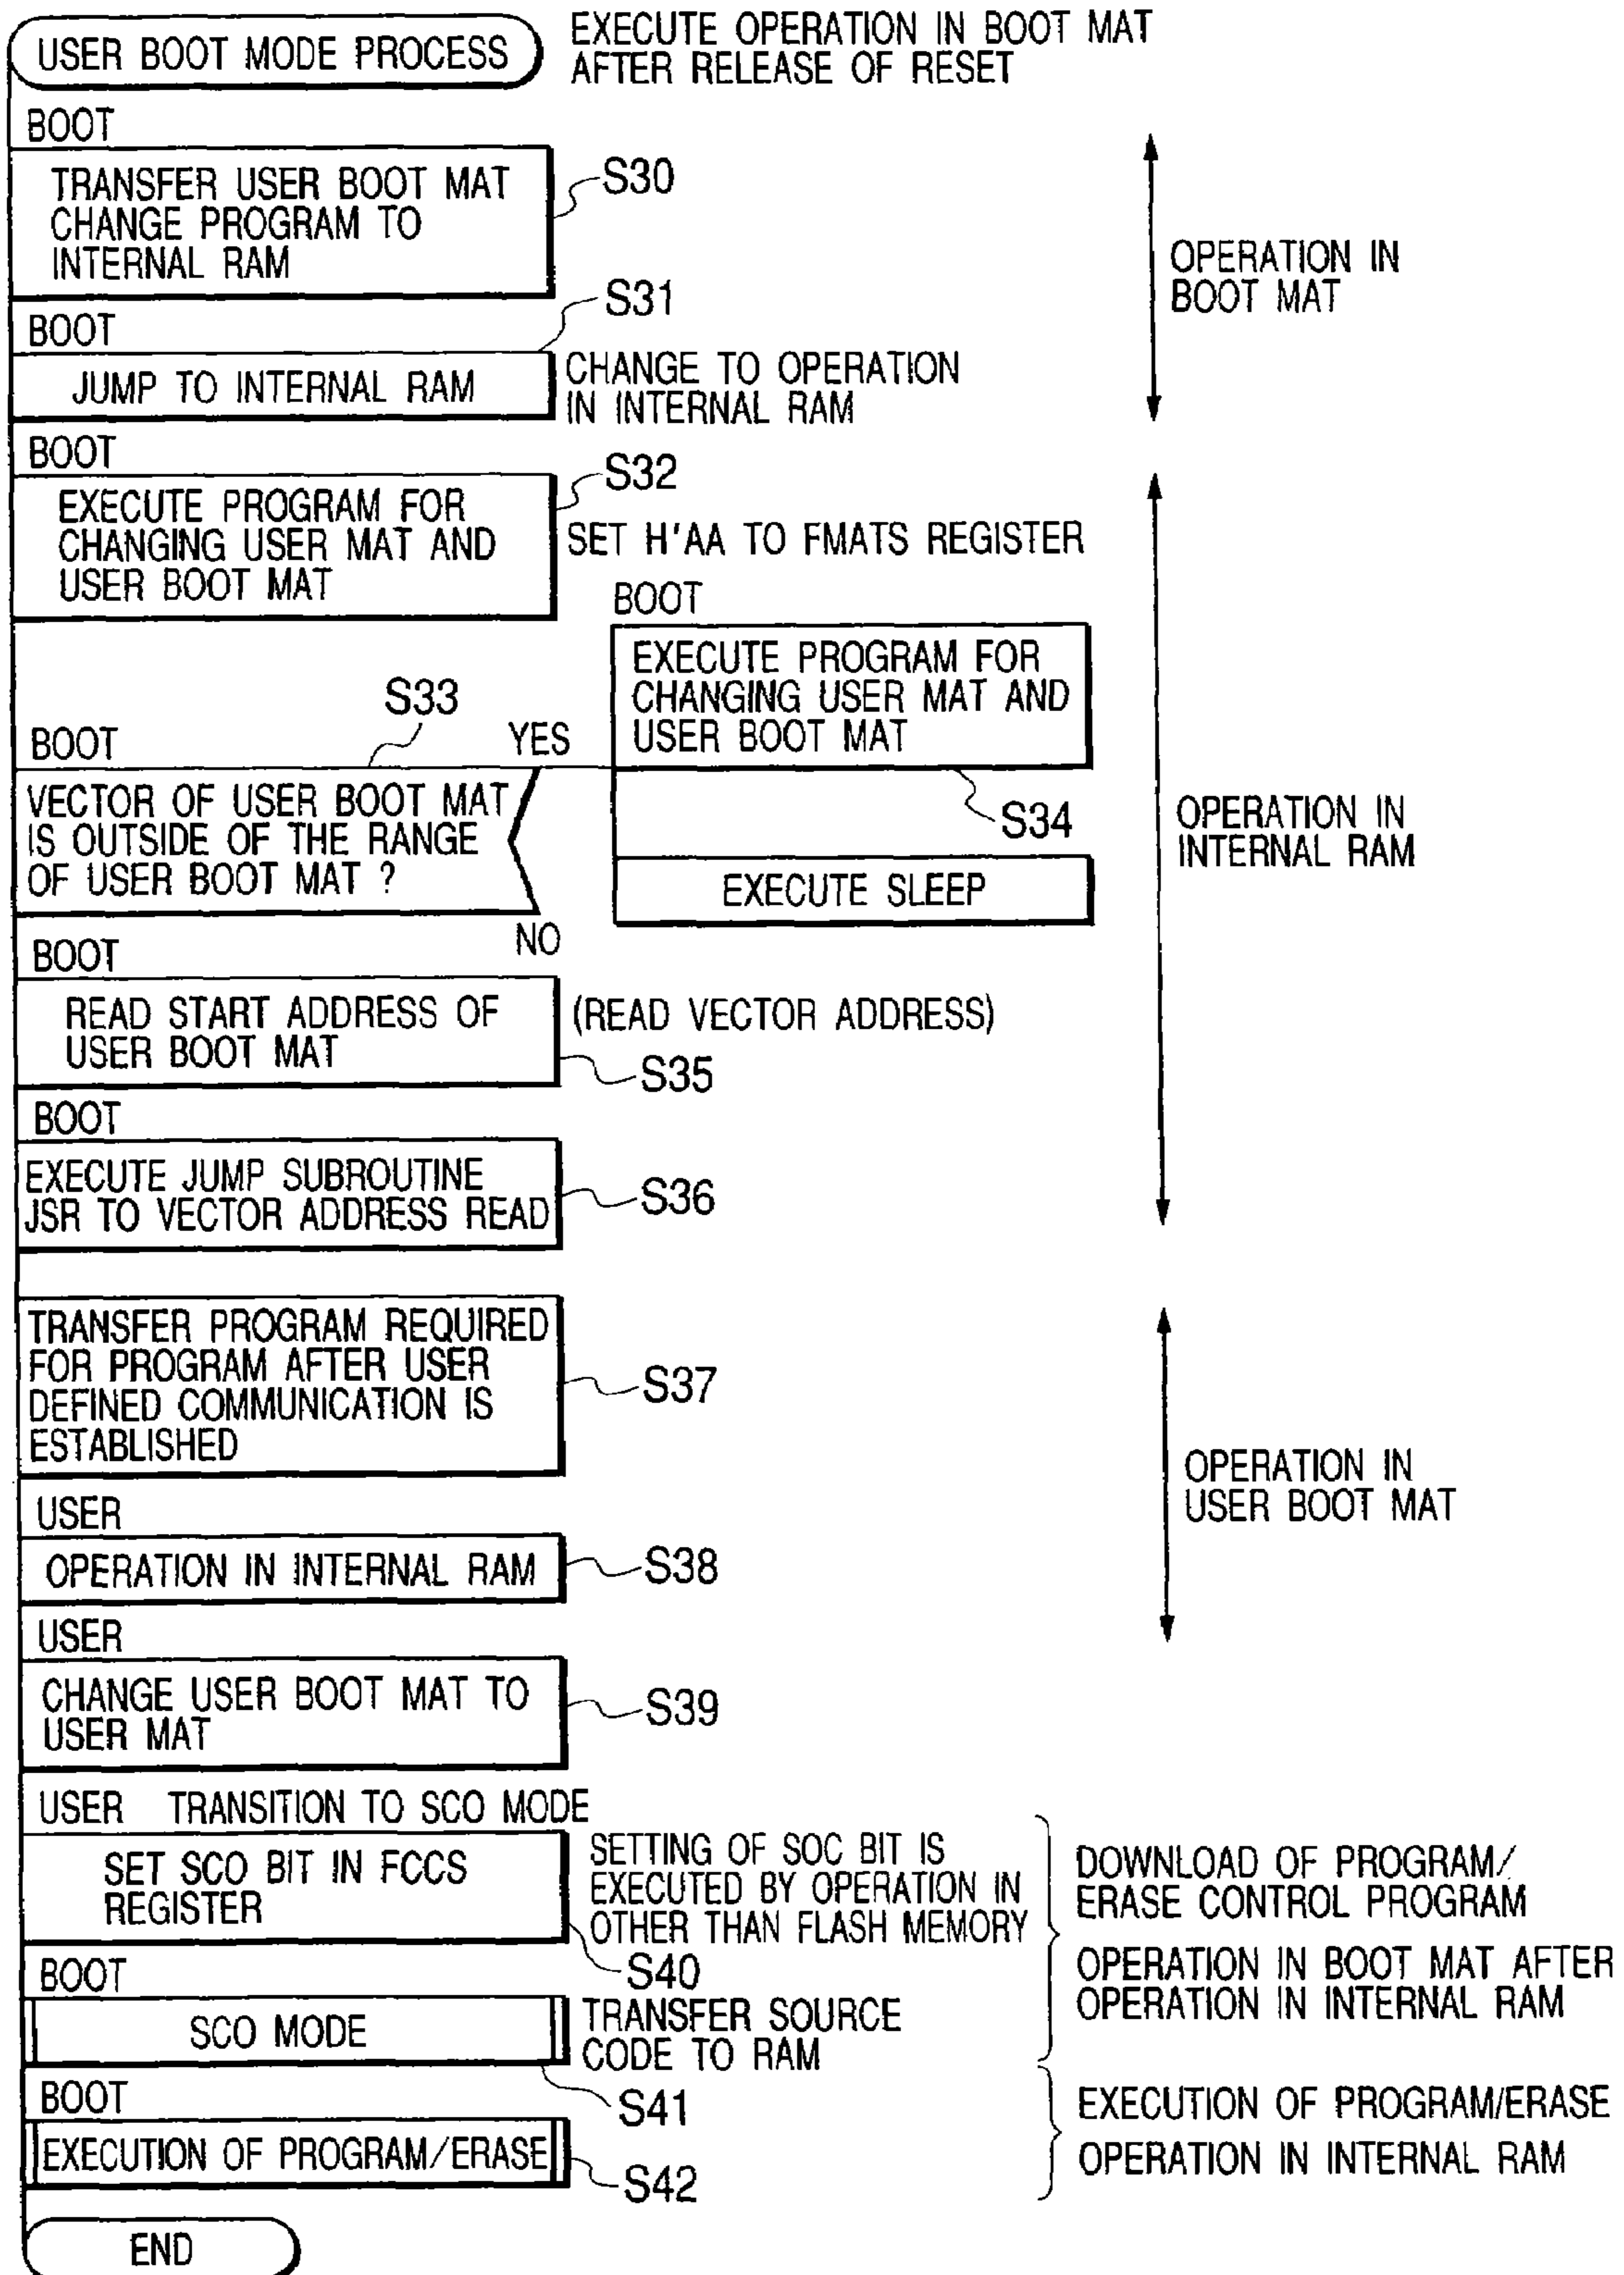 USER BOOT MODE PROCESS
EXECUTE OPERATION IN BOOT MAT
AFTER RELEASE OF RESET
BOOT
TRANSFER USER BOOT MAT
CHANGE PROGRAM TO
INTERNAL RAM
S30
OPERATION IN
BOOT MAT
BOOT
S31
JUMP TO INTERNAL RAM
CHANGE TO OPERATION
IN INTERNAL RAM
BOOT
S32
EXECUTE PROGRAM FOR
CHANGING USER MAT AND
USER BOOT MAT
SET H'AA TO FMATS REGISTER
BOOT
EXECUTE PROGRAM FOR
CHANGING USER MAT AND
USER BOOT MAT
S33
BOOT
YES
VECTOR OF USER BOOT MAT
IS OUTSIDE OF THE RANGE
OF USER BOOT MAT ?
S34
EXECUTE SLEEP
OPERATION IN
INTERNAL RAM
NO
BOOT
READ START ADDRESS OF
USER BOOT MAT
(READ VECTOR ADDRESS)
S35
BOOT
EXECUTE JUMP SUBROUTINE
JSR TO VECTOR ADDRESS READ
S36
TRANSFER PROGRAM REQUIRED
FOR PROGRAM AFTER USER
DEFINED COMMUNICATION IS
ESTABLISHED
S37
OPERATION IN
USER BOOT MAT
USER
OPERATION IN INTERNAL RAM
S38
USER
CHANGE USER BOOT MAT TO
USER MAT
S39
USER TRANSITION TO SCO MODE
SET SCO BIT IN FCCS
REGISTER
SETTING OF SOC BIT IS
EXECUTED BY OPERATION IN
OTHER THAN FLASH MEMORY
S40
DOWNLOAD OF PROGRAM/
ERASE CONTROL PROGRAM
OPERATION IN BOOT MAT AFTER
OPERATION IN INTERNAL RAM
BOOT
SCO MODE
TRANSFER SOURCE
CODE TO RAM
S41
BOOT
EXECUTION OF PROGRAM/ERASE
S42
EXECUTION OF PROGRAM/ERASE
OPERATION IN INTERNAL RAM
END